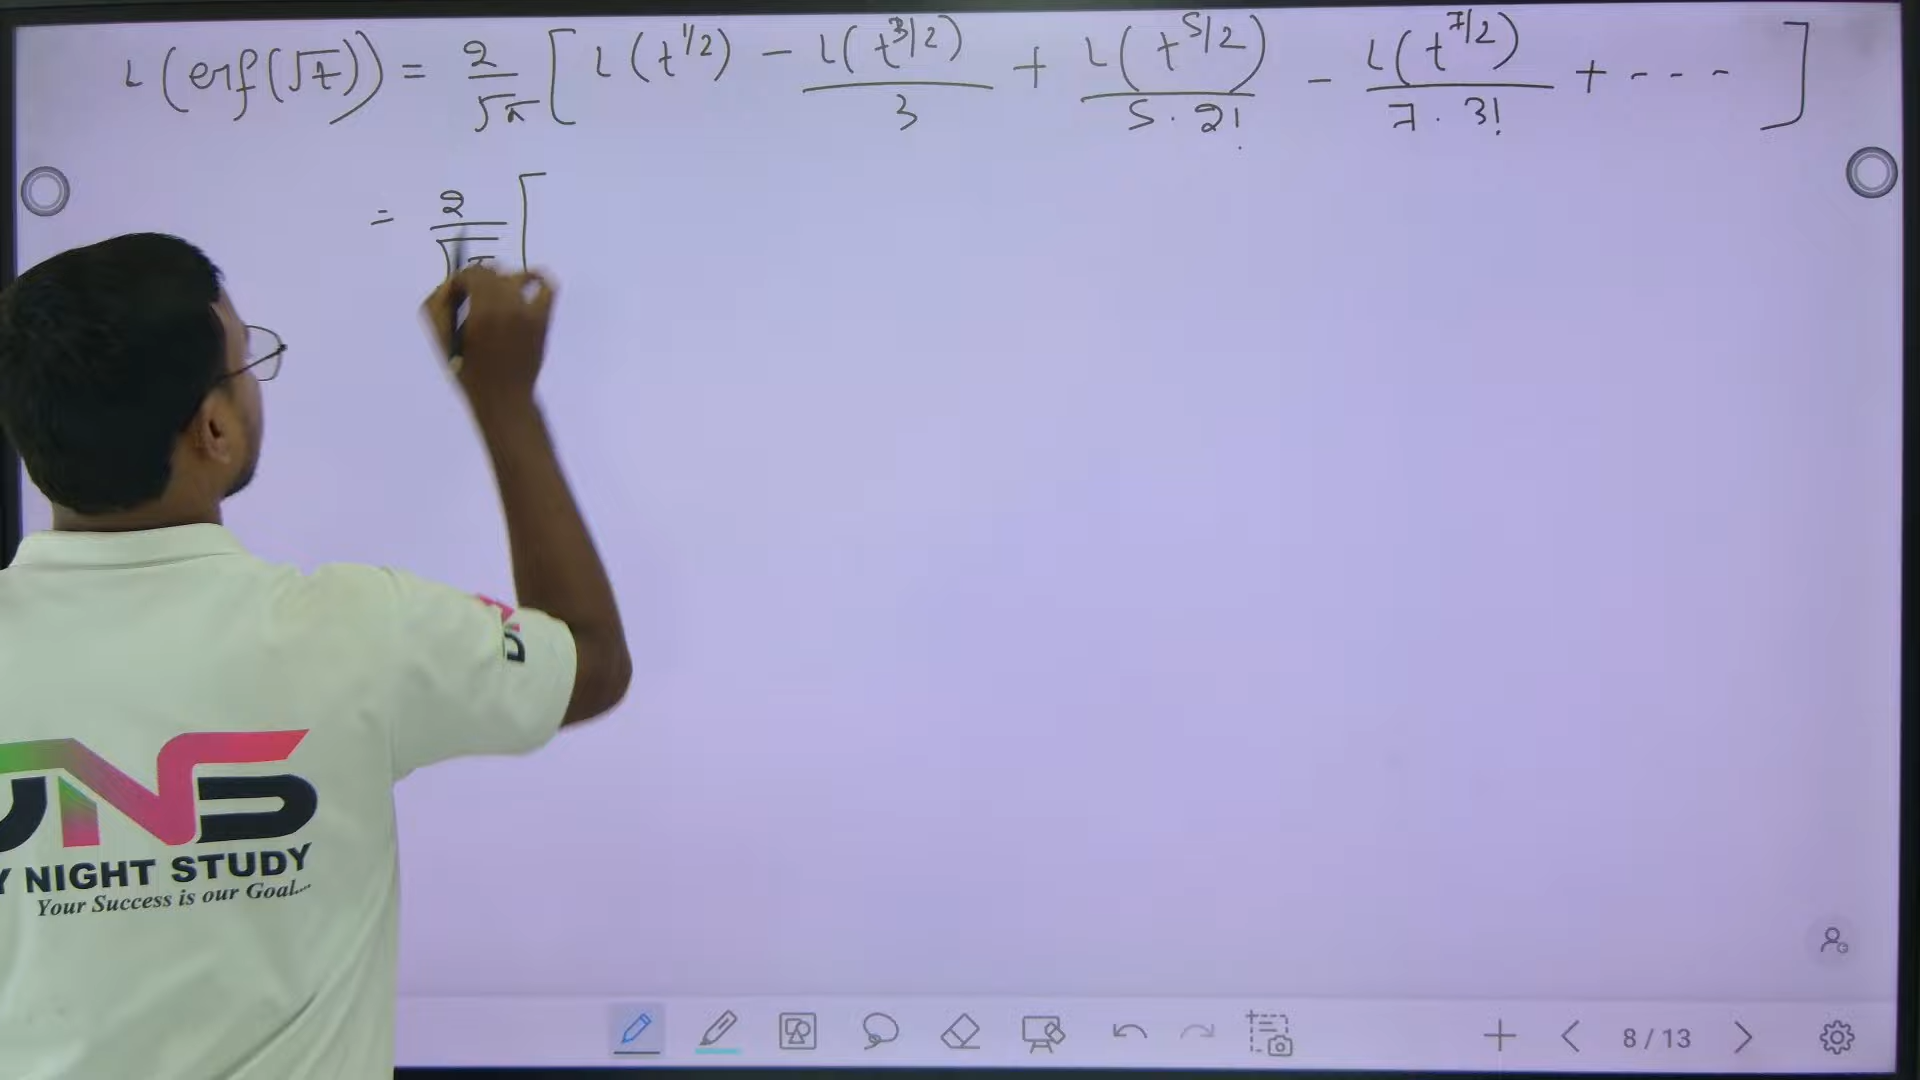 L(erf(√t)) = 2/√π [ L(t^1/2) - L(t^3/2)/3 + L(t^5/2)/5 · 2! - L(t^7/2)/7 · 3! + - - - ]
= 2/√π [
NS
NIGHT STUDY
Your Success is our Goal....
8 / 13